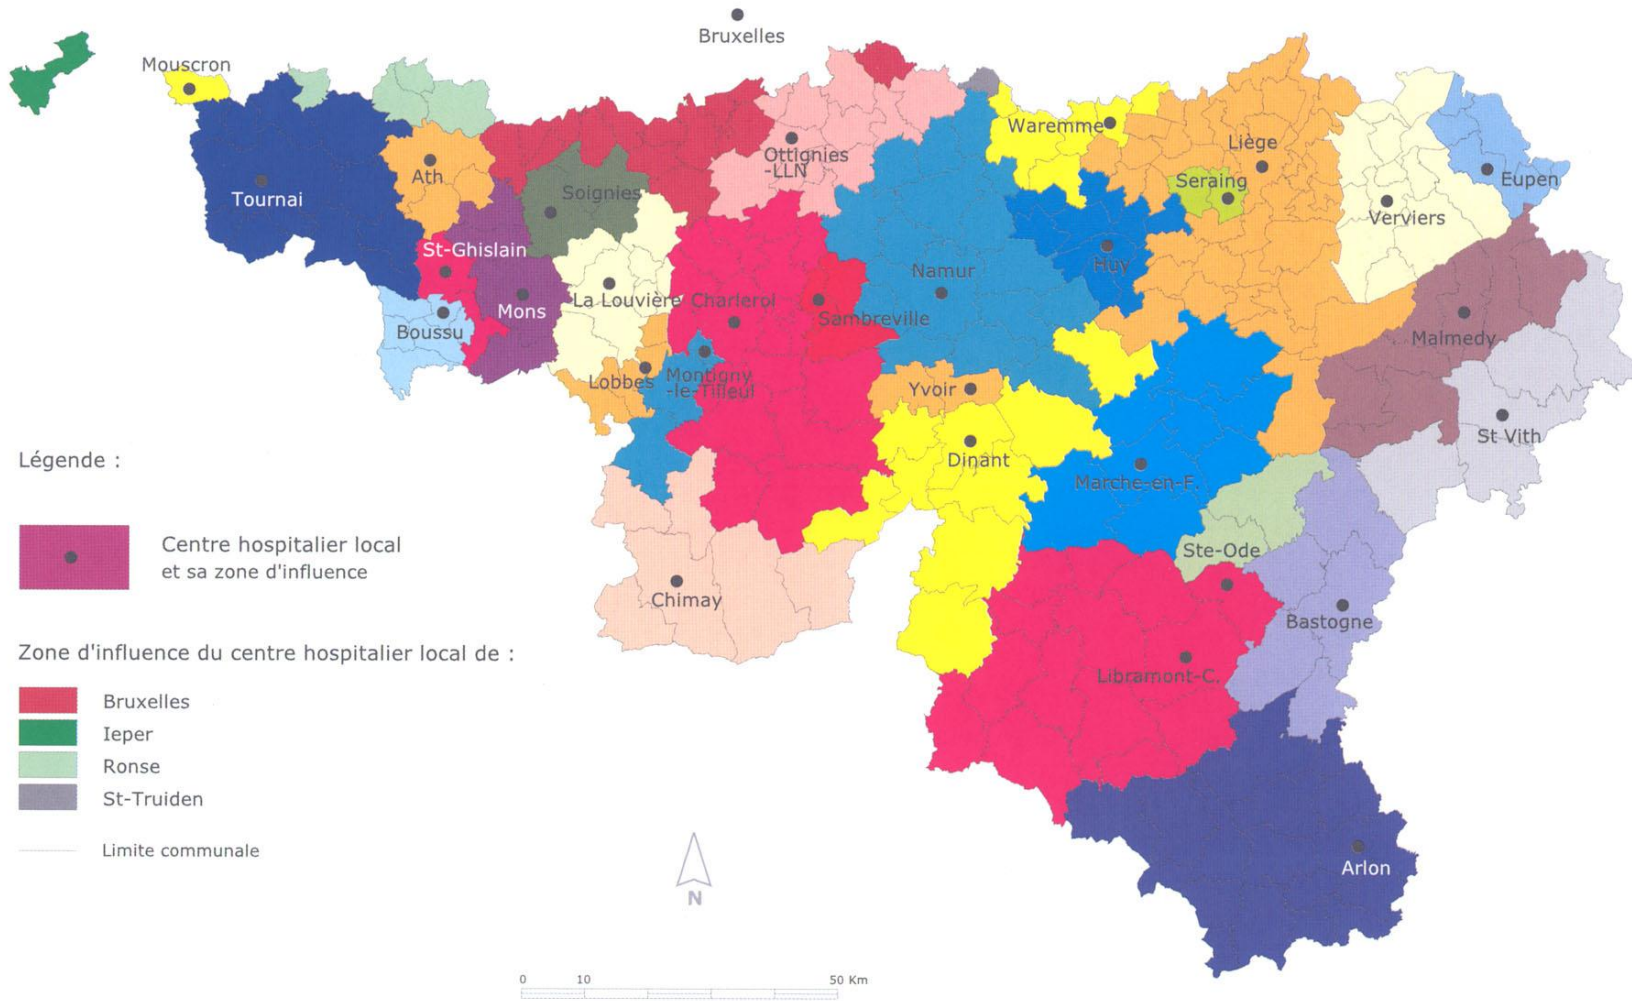 Bruxelles
Mouscron
Waremme
Liège
Ottignies
-LLN
Ath
Seraing
Eupen
Tournai
Soignies
Verviers
St-Ghislain
Huy
Namur
La Louvière
Charleroi
Mons
Sambreville
Boussu
Malmedy
Lobbes
Montigny
-le-Tilleul
Yvoir
St Vith
Dinant
Marche-en-F.
Ste-Ode
Chimay
Bastogne
Libramont-C.
Arlon
Légende :
Centre hospitalier local
et sa zone d'influence
Zone d'influence du centre hospitalier local de :
Bruxelles
Ieper
Ronse
St-Truiden
Limite communale
N
0 10 50 Km